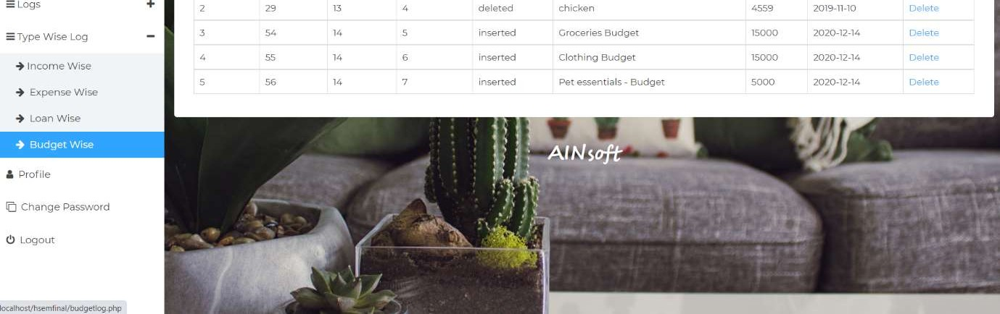 Logs
2 29 13 4 deleted chicken 4559 2019-11-10 Delete
3 54 14 5 inserted Groceries Budget 15000 2020-12-14 Delete
Type Wise Log
4 55 14 6 inserted Clothing Budget 15000 2020-12-14 Delete
Income Wise
5 56 14 7 inserted Pet essentials - Budget 5000 2020-12-14 Delete
Expense Wise
Loan Wise
Budget Wise
AINsoft
Profile
Change Password
Logout
localhost/hsemfinal/budgetlog.php